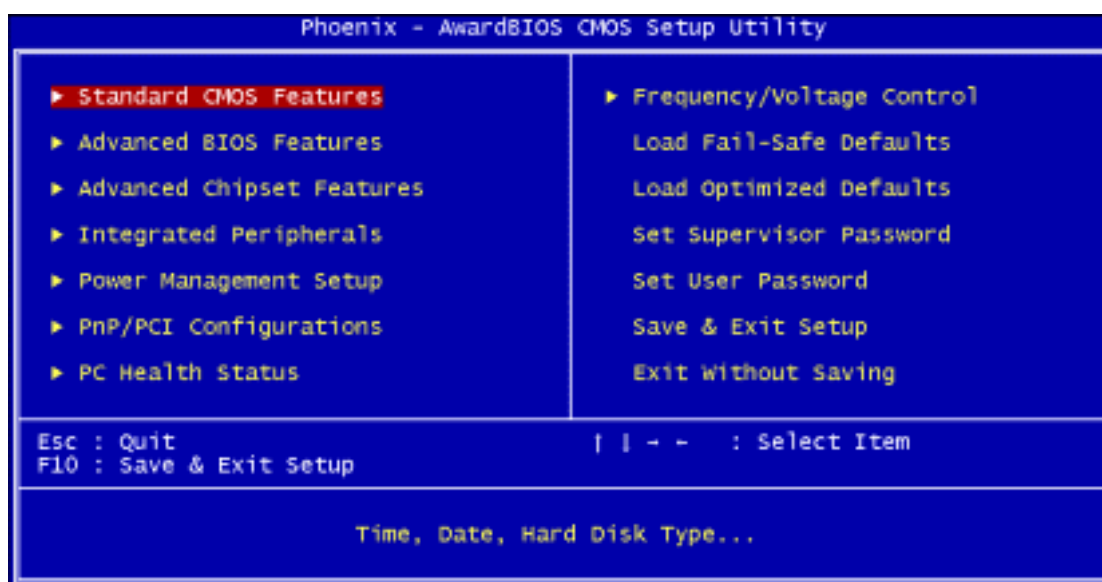 Phoenix - AwardBIOS CMOS Setup Utility
▶ Standard CMOS Features
▶ Advanced BIOS Features
▶ Advanced Chipset Features
▶ Integrated Peripherals
▶ Power Management Setup
▶ PnP/PCI Configurations
▶ PC Health Status
▶ Frequency/Voltage Control
Load Fail-Safe Defaults
Load Optimized Defaults
Set Supervisor Password
Set User Password
Save & Exit Setup
Exit Without Saving
Esc : Quit
F10 : Save & Exit Setup
↑ ↓ → ← : Select Item
Time, Date, Hard Disk Type...